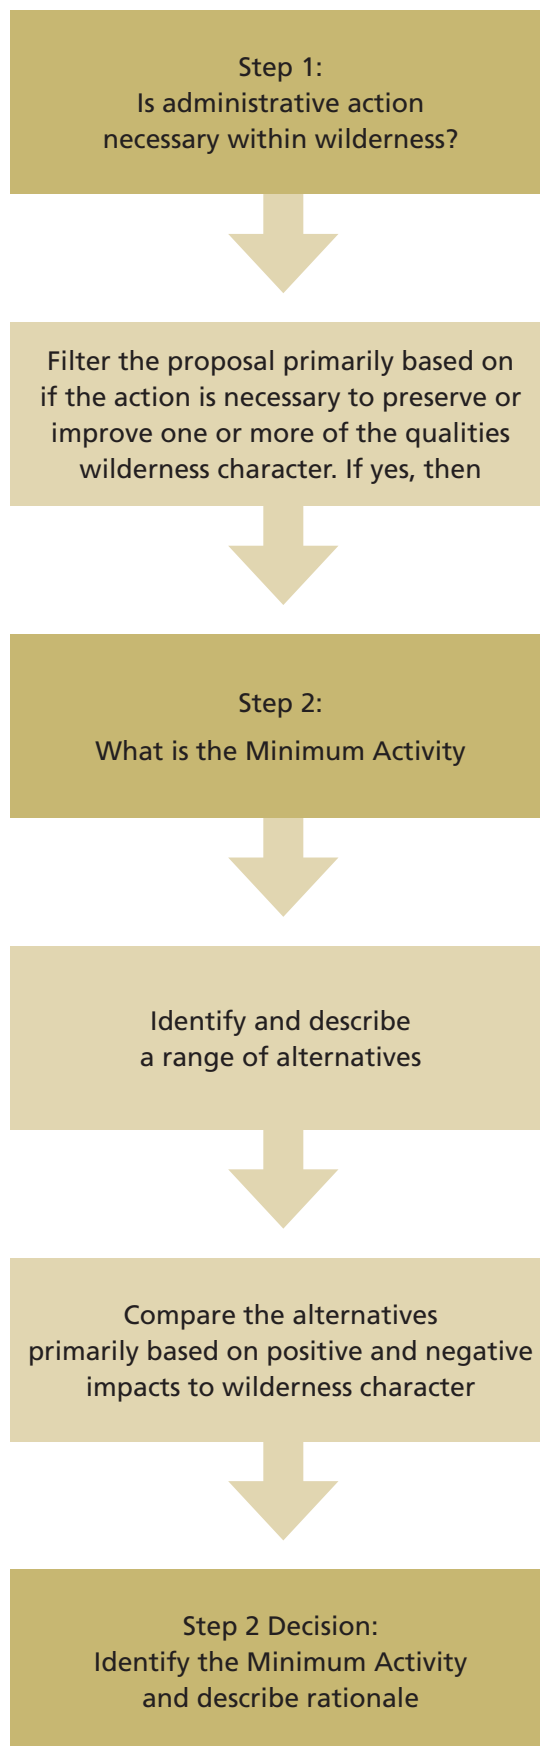 Step 1:
Is administrative action
necessary within wilderness?
Filter the proposal primarily based on
if the action is necessary to preserve or
improve one or more of the qualities
wilderness character. If yes, then
Step 2:
What is the Minimum Activity
Identify and describe
a range of alternatives
Compare the alternatives
primarily based on positive and negative
impacts to wilderness character
Step 2 Decision:
Identify the Minimum Activity
and describe rationale